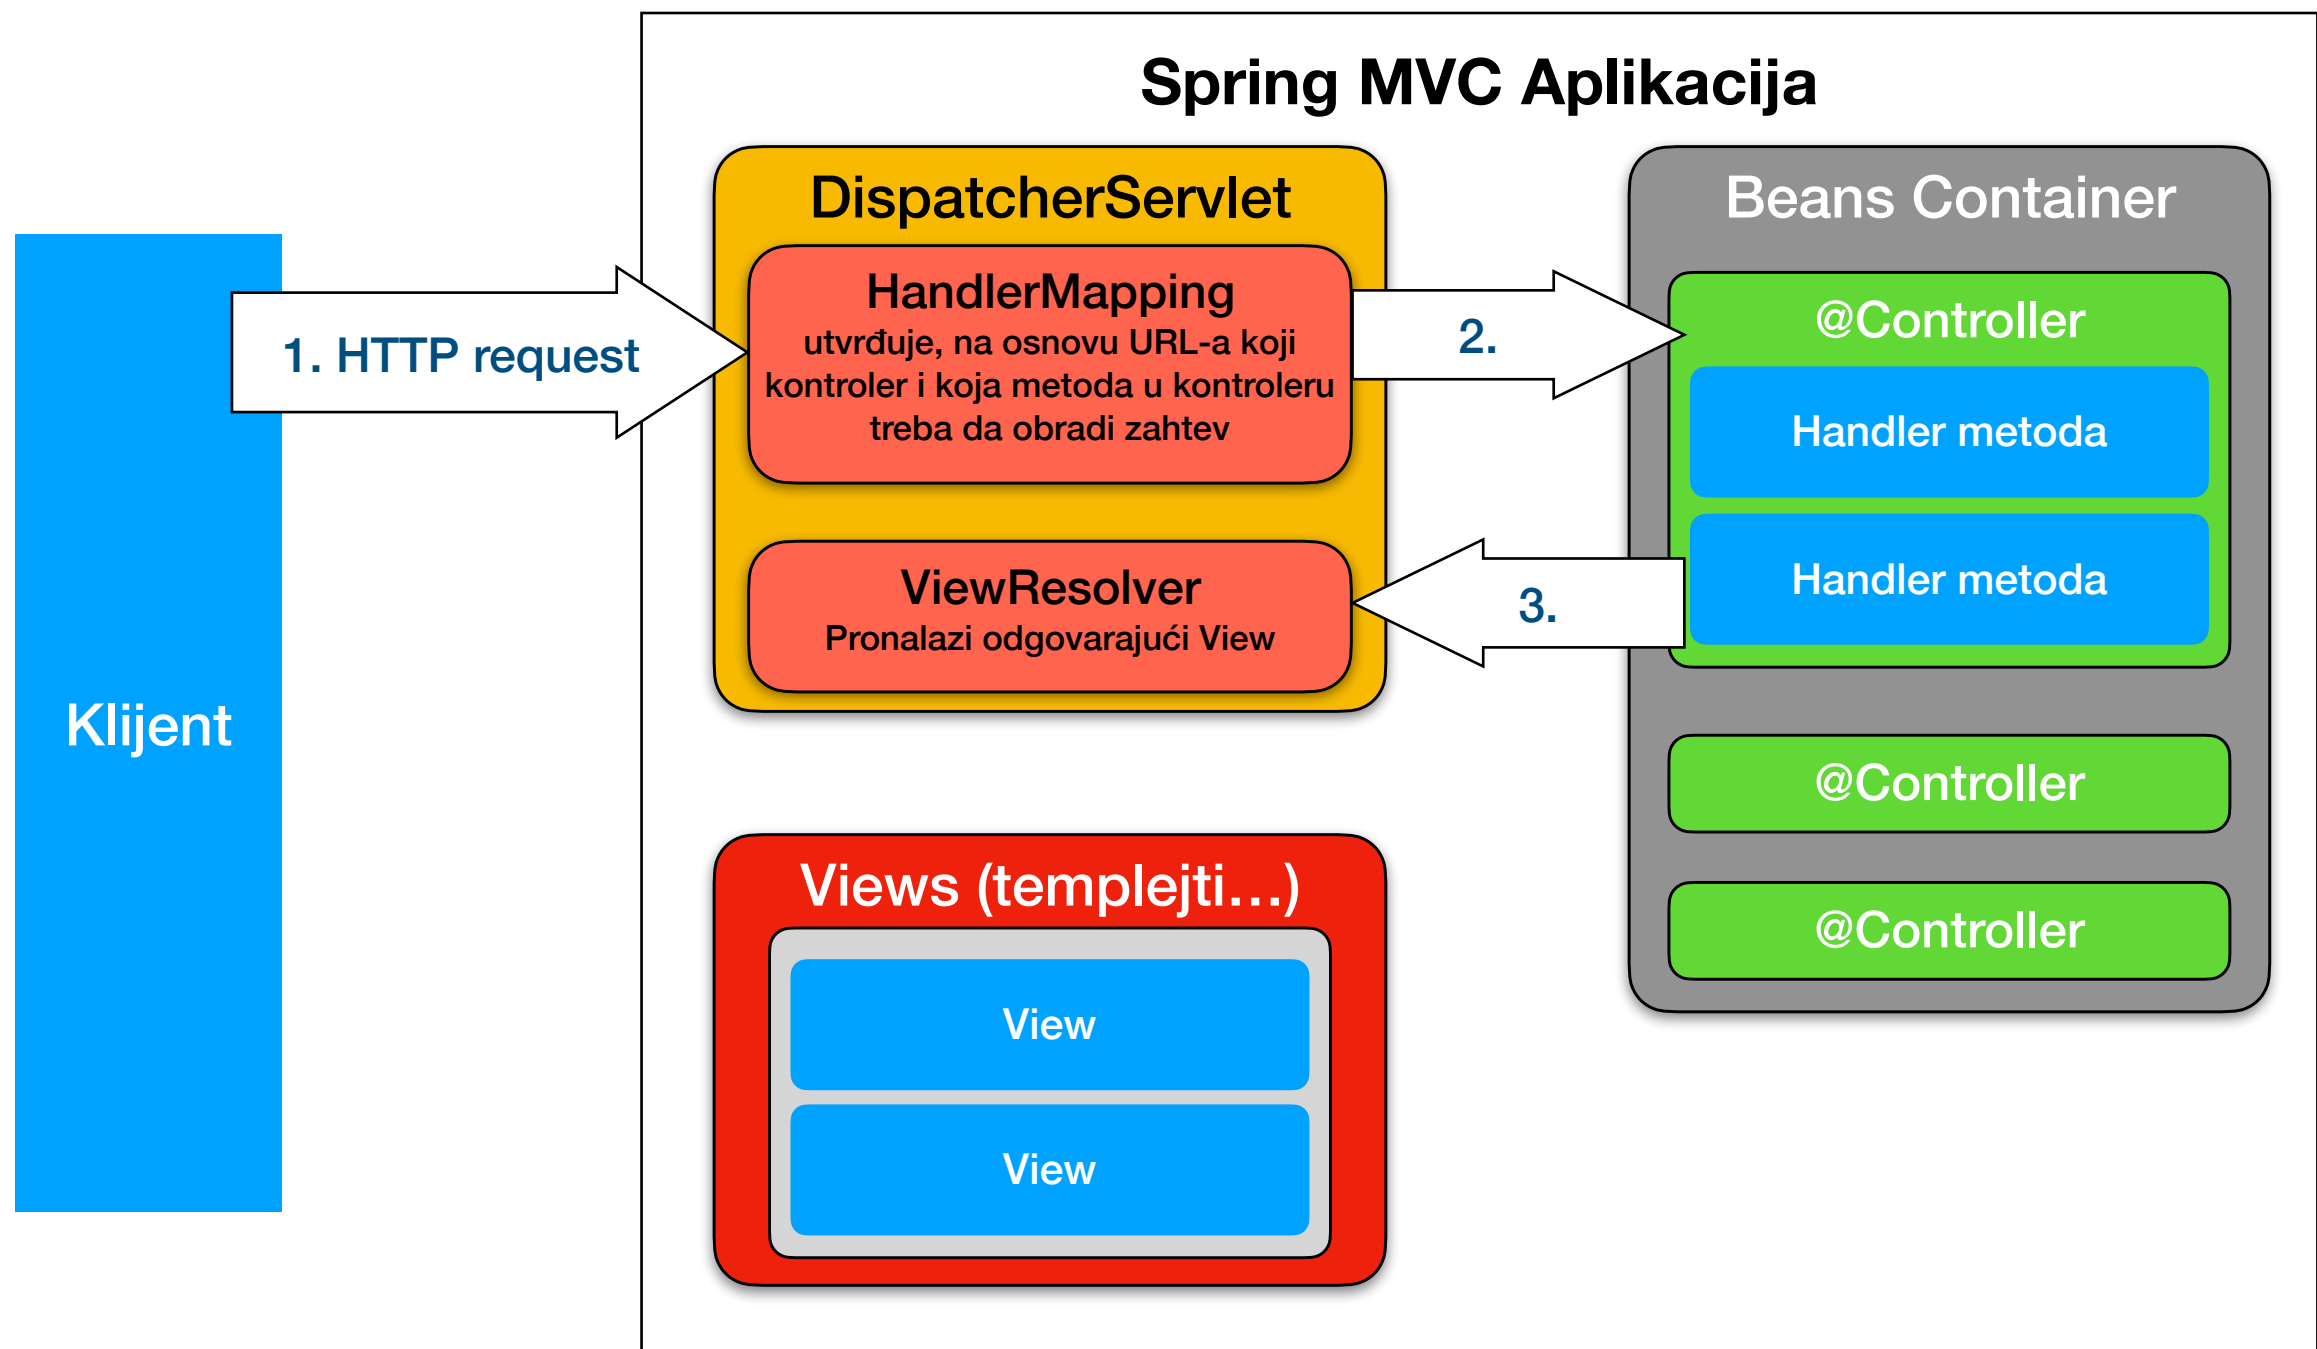 Spring MVC Aplikacija
DispatcherServlet
HandlerMapping
utvrđuje, na osnovu URL-a koji
kontroler i koja metoda u kontroleru
treba da obradi zahtev
ViewResolver
Pronalazi odgovarajući View
Beans Container
@Controller
Handler metoda
Handler metoda
@Controller
@Controller
1. HTTP request
2.
3.
Klijent
Views (templejti...)
View
View